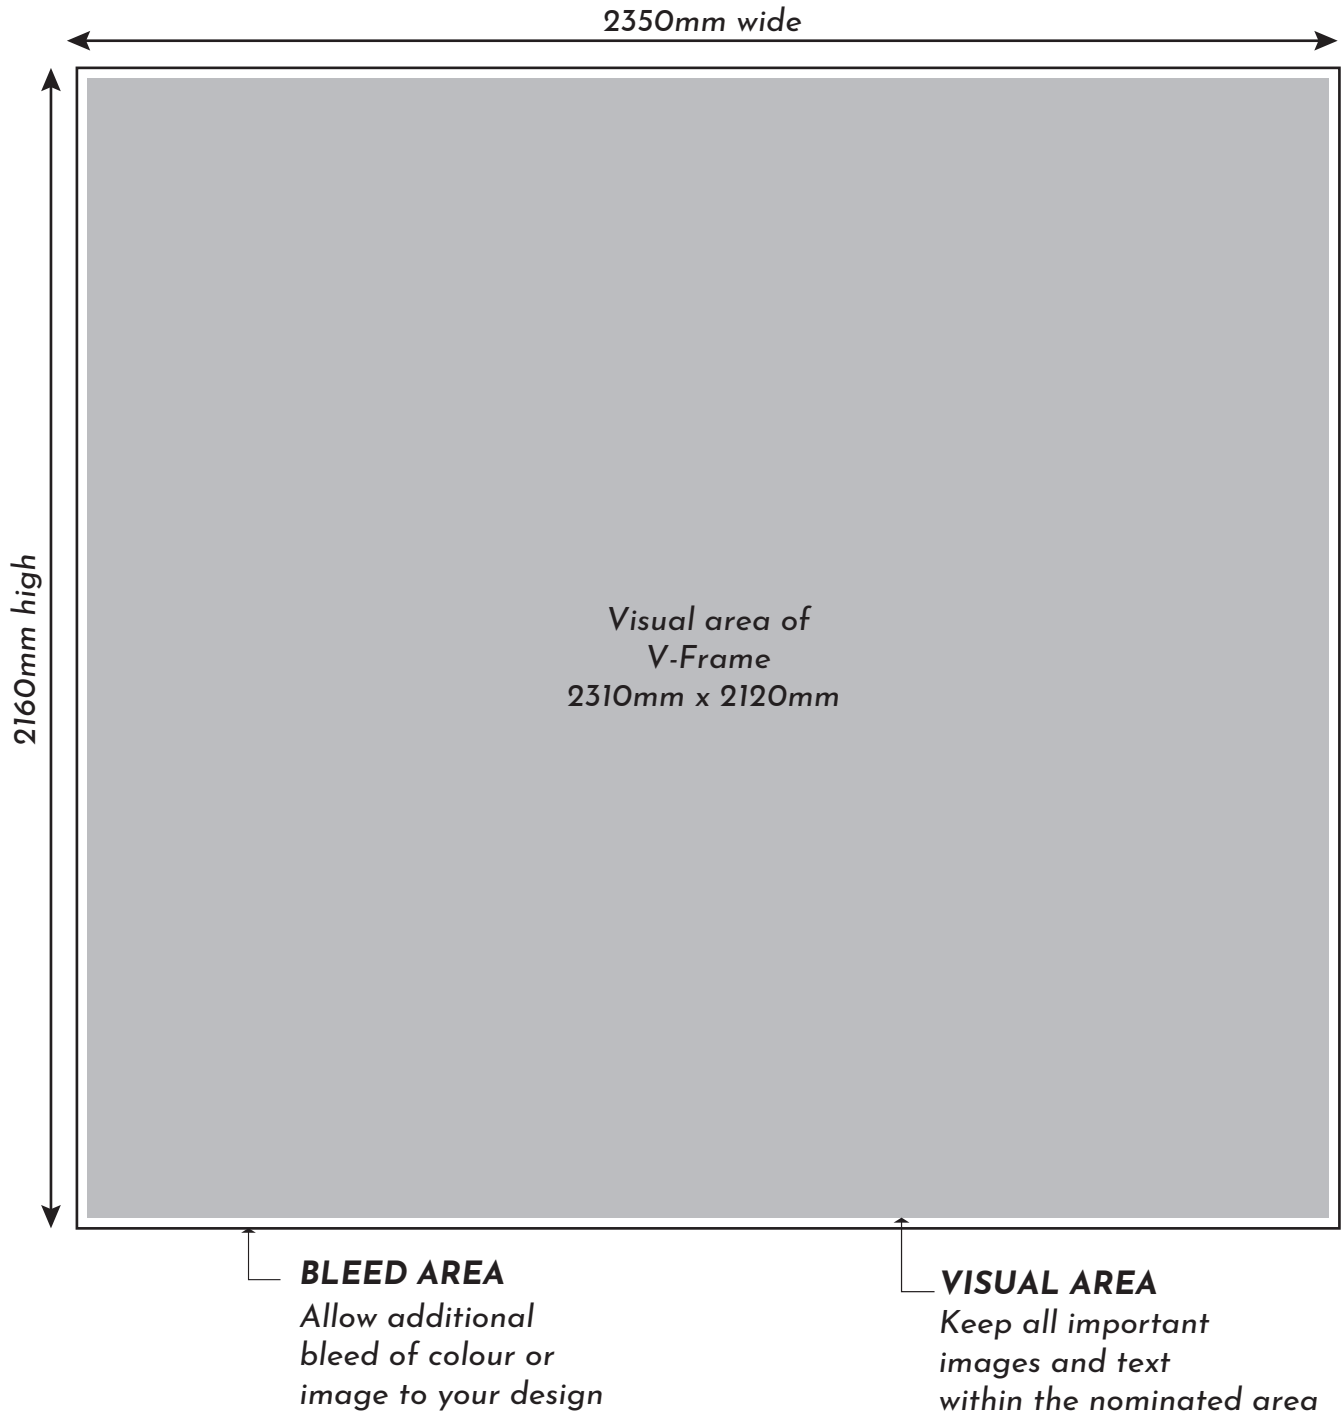 2350mm wide
2160mm high
Visual area of
V-Frame
2310mm x 2120mm
BLEED AREA
Allow additional
bleed of colour or
image to your design
VISUAL AREA
Keep all important
images and text
within the nominated area